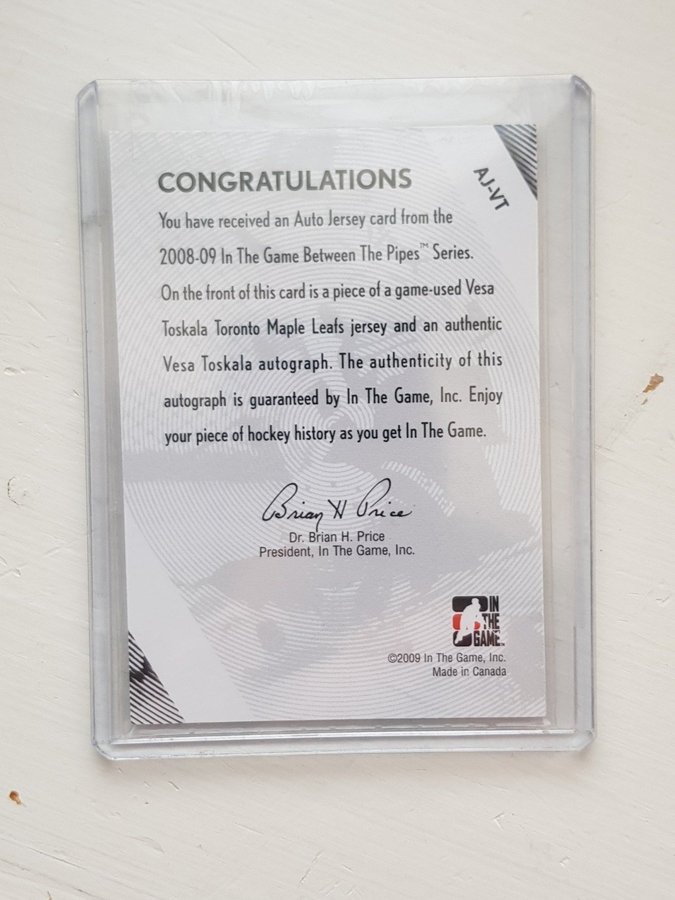 CONGRATULATIONS
AJ-VT
You have received an Auto Jersey card from the
2008-09 In The Game Between The Pipes™ Series.
On the front of this card is a piece of a game-used Vesa
Toskala Toronto Maple Leafs jersey and an authentic
Vesa Toskala autograph. The authenticity of this
autograph is guaranteed by In The Game, Inc. Enjoy
your piece of hockey history as you get In The Game.
Brian H Price
Dr. Brian H. Price
President, In The Game, Inc.
IN
THE
GAME
©2009 In The Game, Inc.
Made in Canada